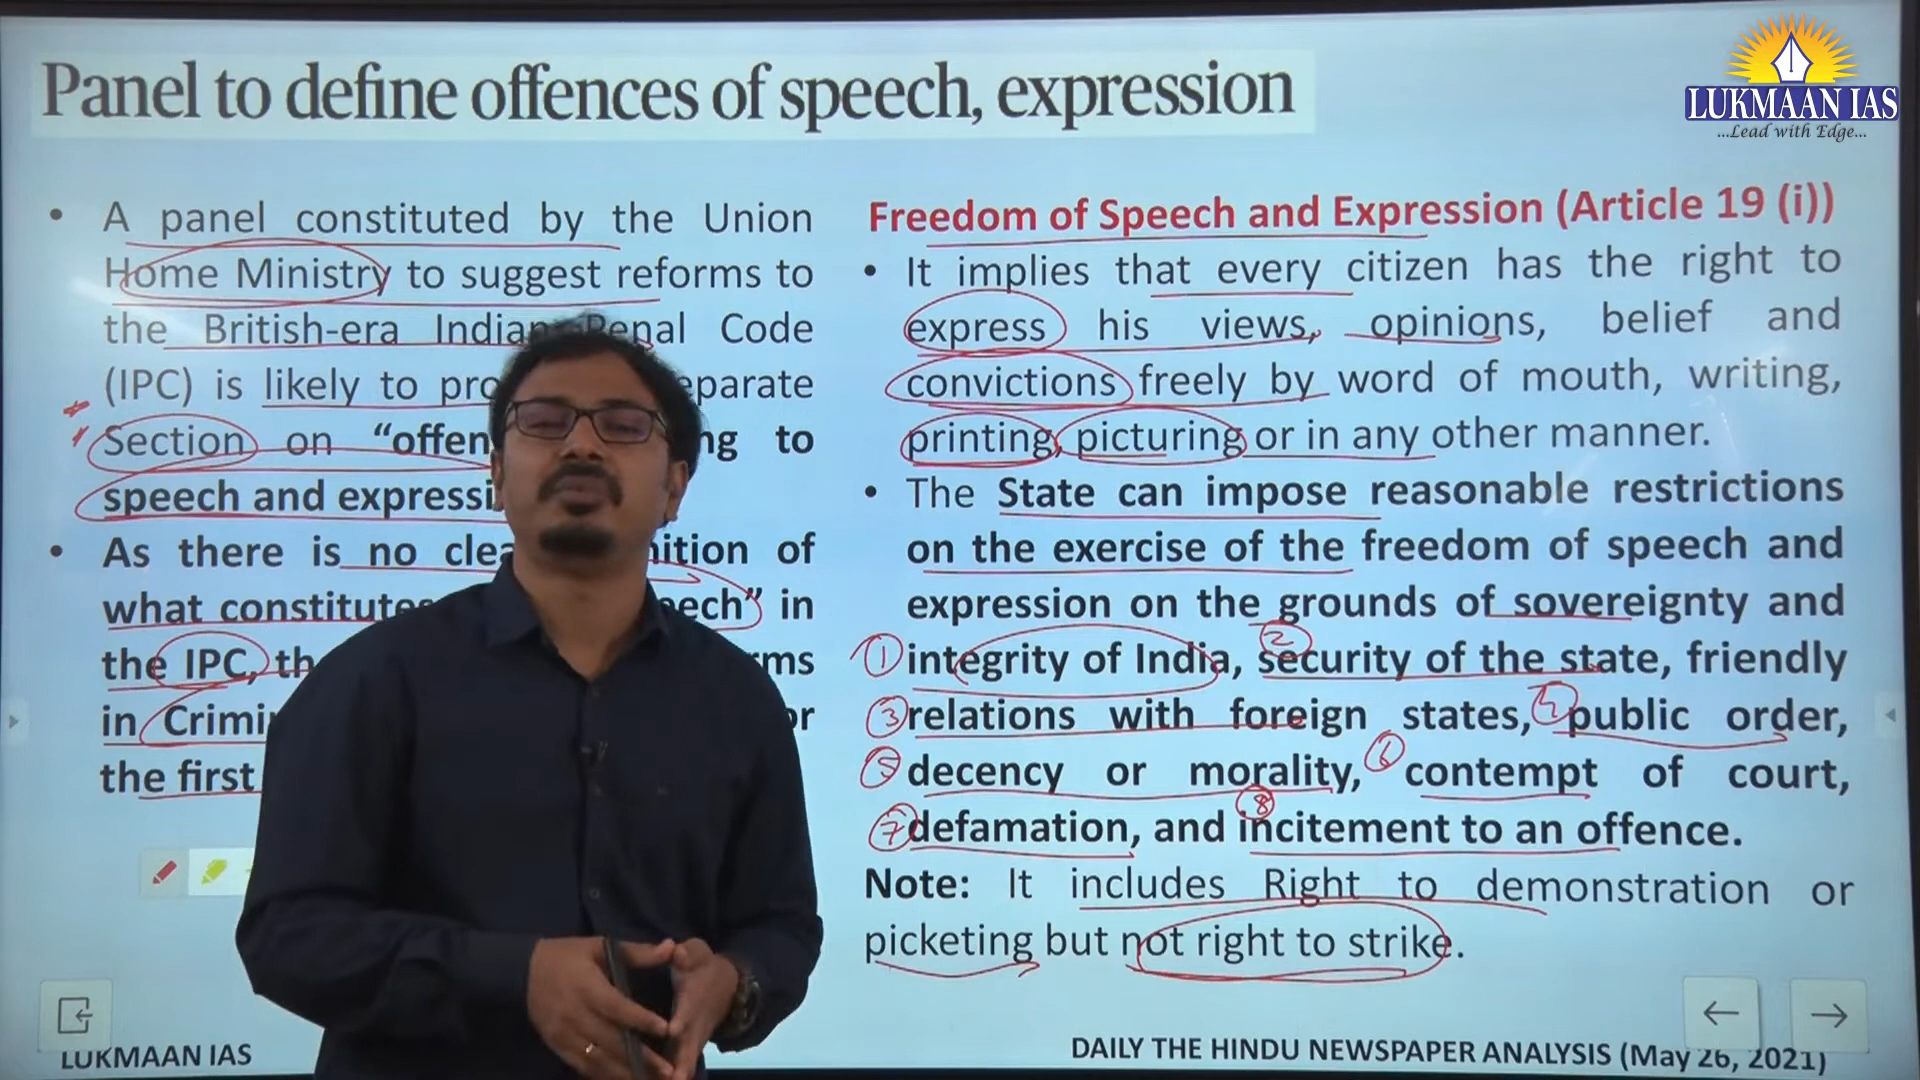 Panel to define offences of speech, expression
LUKMAAN IAS
...Lead with Edge...
• A panel constituted by the Union
Home Ministry to suggest reforms to
the British-era Indian Penal Code
(IPC) is likely to
Section on “offen ng to
speech and expressi
• As there is no
what constitute eech” in
the IPC, rms
in
the first
Freedom of Speech and Expression (Article 19 (i))
• It implies that every citizen has the right to
express his views, opinions, belief and
convictions freely by word of mouth, writing,
printing, picturing or in any other manner.
• The State can impose reasonable restrictions
on the exercise of the freedom of speech and
expression on the grounds of sovereignty and
1 integrity of India, 2 security of the state, friendly
3 relations with foreign states, public order,
5 decency or morality, 6 contempt of court,
7 defamation, and 8 incitement to an offence.
Note: It includes Right to demonstration or
picketing but not right to strike.
LUKMAAN IAS
DAILY THE HINDU NEWSPAPER ANALYSIS (May 26, 2021)